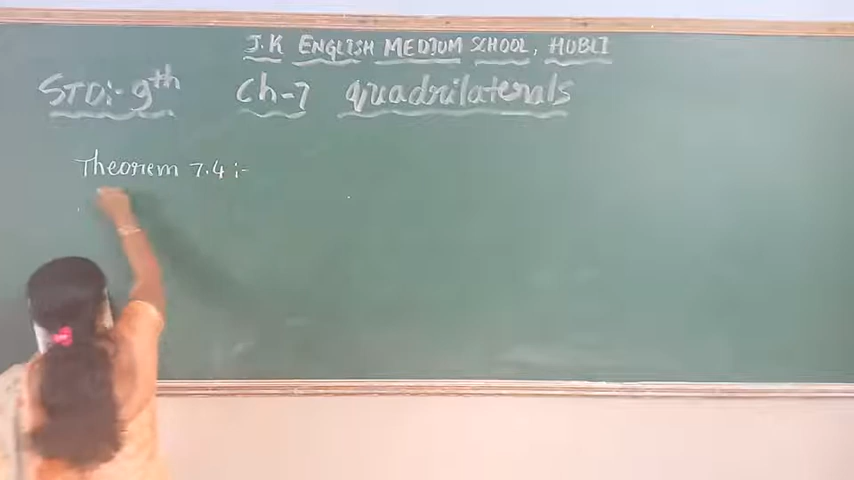 J.K ENGLISH MEDIUM SCHOOL, HUBLI
STD:- 9th Ch-7 Quadrilaterals
Theorem 7.4 :-